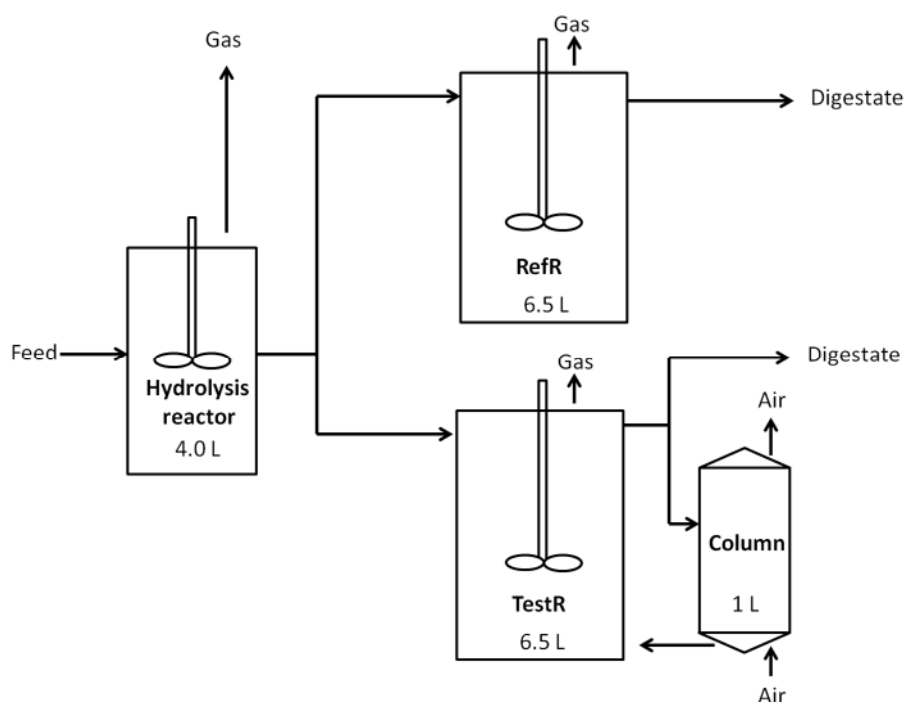 Gas
Gas
Digestate
RefR
6.5 L
Feed
Hydrolysis
reactor
4.0 L
Gas
Digestate
Air
Column
1 L
TestR
6.5 L
Air